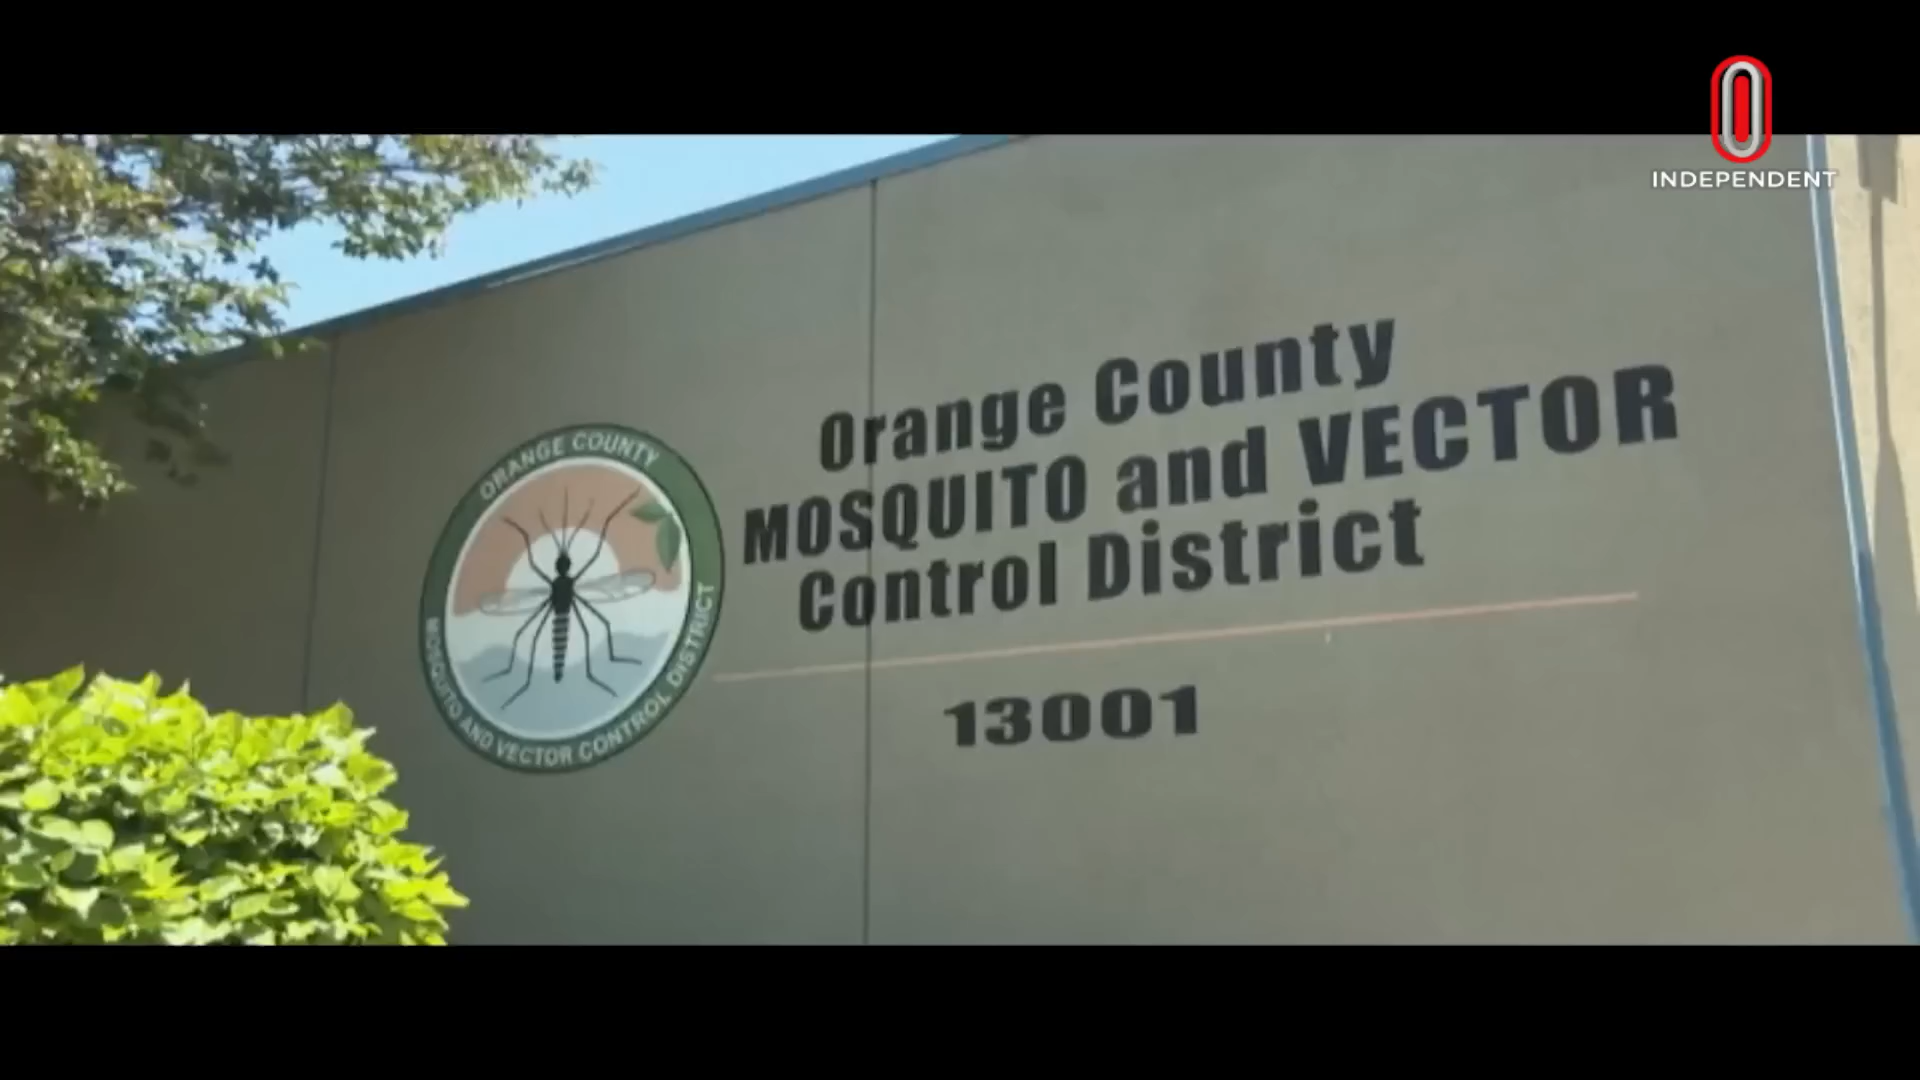 INDEPENDENT
Orange County
MOSQUITO and VECTOR
Control District
13001
ORANGE COUNTY
MOSQUITO AND VECTOR CONTROL DISTRICT